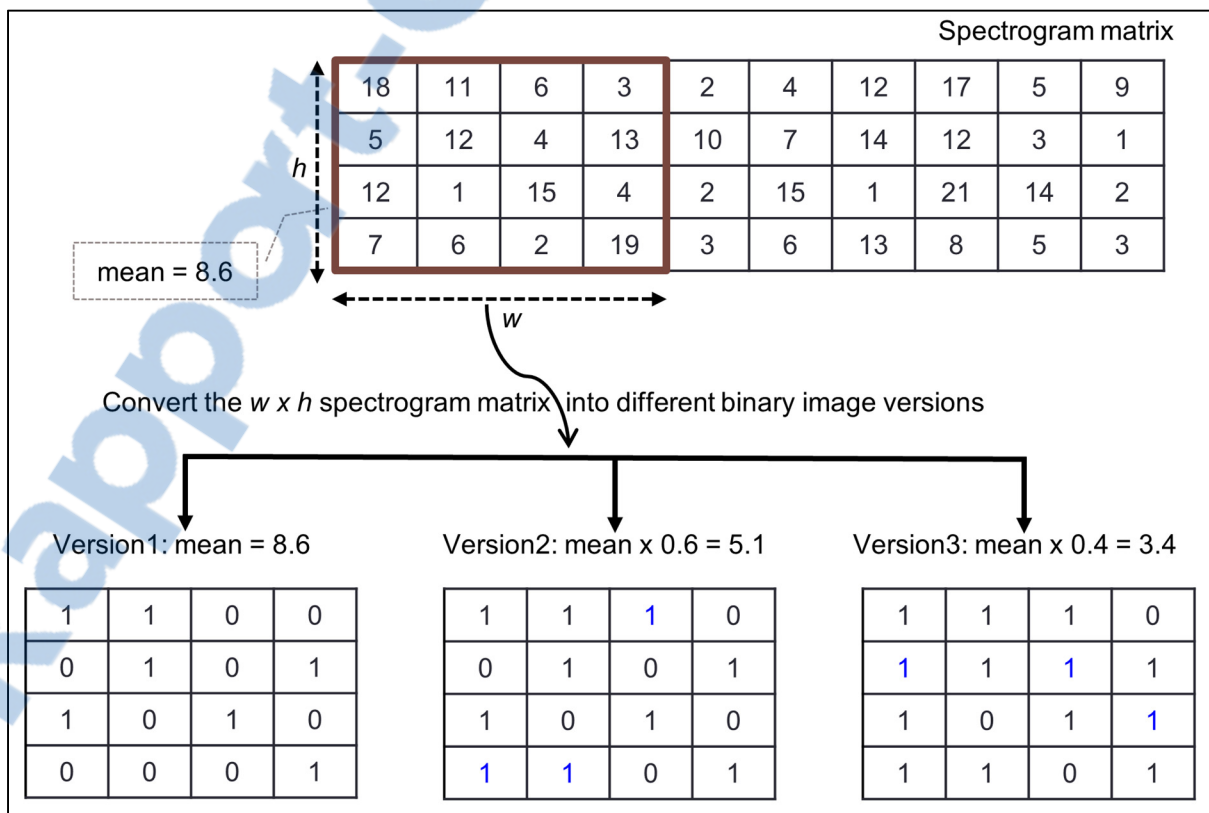 Spectrogram matrix
18 11 6 3 2 4 12 17 5 9
5 12 4 13 10 7 14 12 3 1
h
12 1 15 4 2 15 1 21 14 2
7 6 2 19 3 6 13 8 5 3
mean = 8.6
w
Convert the w x h spectrogram matrix into different binary image versions
Version1: mean = 8.6
Version2: mean x 0.6 = 5.1
Version3: mean x 0.4 = 3.4
1 1 0 0
0 1 0 1
1 0 1 0
0 0 0 1
1 1 1 0
0 1 0 1
1 0 1 0
1 1 0 1
1 1 1 0
1 1 1 1
1 0 1 1
1 1 0 1